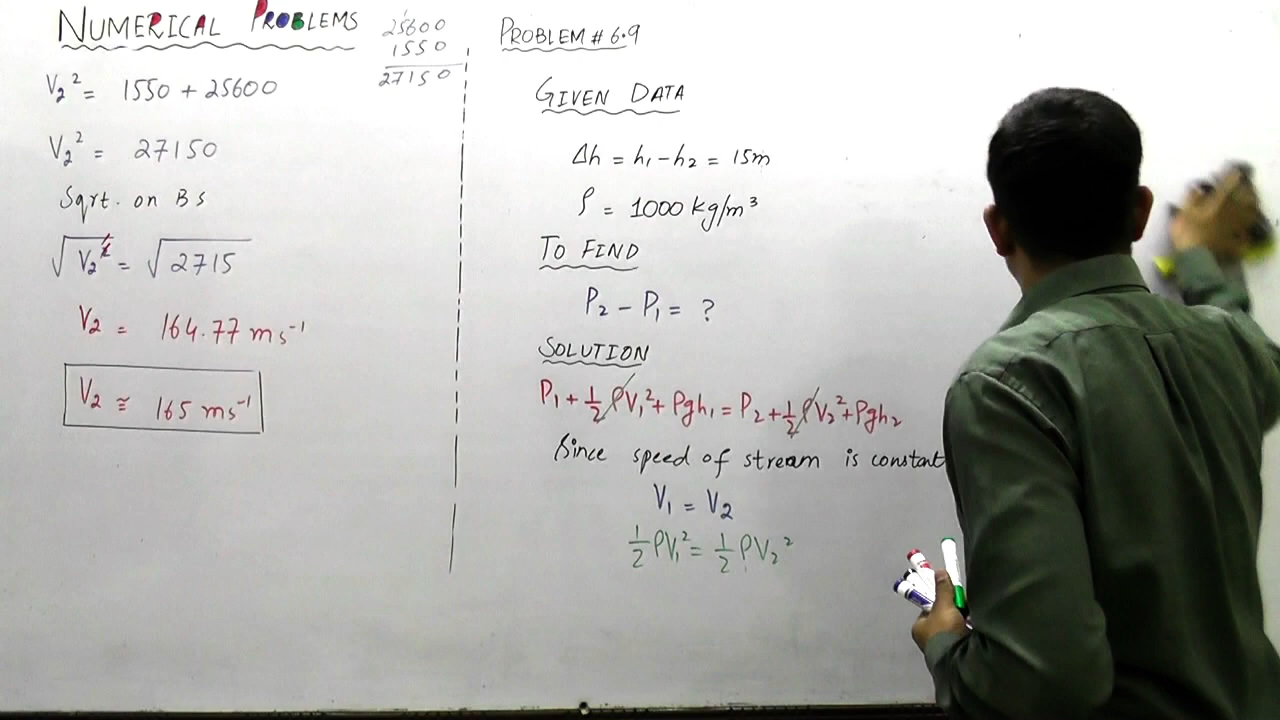 NUMERICAL PROBLEMS
25600
1550
27150
V₂² = 1550 + 25600
V₂² = 27150
Sqrt. on BS
√V₂² = √2715
V₂ = 164.77 ms⁻¹
V₂ ≅ 165 ms⁻¹
PROBLEM # 6.9
GIVEN DATA
Δh = h₁ - h₂ = 15m
ρ = 1000 kg/m³
TO FIND
P₂ - P₁ = ?
SOLUTION
P₁ + ½ρV₁² + ρgh₁ = P₂ + ½ρV₂² + ρgh₂
Since speed of stream is constant
V₁ = V₂
½ρV₁² = ½ρV₂²